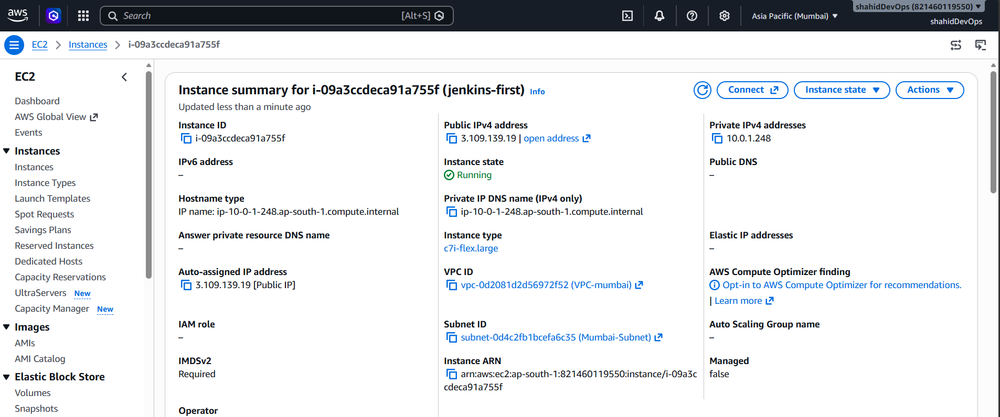 aws
Search
[Alt+S]
Asia Pacific (Mumbai)
shahidDevOps (821460119550)
shahidDevOps
EC2
Instances
i-09a3ccdeca91a755f
EC2
Dashboard
AWS Global View
Events
Instances
Instances
Instance Types
Launch Templates
Spot Requests
Savings Plans
Reserved Instances
Dedicated Hosts
Capacity Reservations
UltraServers New
Capacity Manager New
Images
AMIs
AMI Catalog
Elastic Block Store
Volumes
Snapshots
Instance summary for i-09a3ccdeca91a755f (jenkins-first) Info
Updated less than a minute ago
Connect
Instance state
Actions
Instance ID
i-09a3ccdeca91a755f
Public IPv4 address
3.109.139.19 | open address
Private IPv4 addresses
10.0.1.248
IPv6 address
–
Instance state
Running
Public DNS
–
Hostname type
IP name: ip-10-0-1-248.ap-south-1.compute.internal
Private IP DNS name (IPv4 only)
ip-10-0-1-248.ap-south-1.compute.internal
Answer private resource DNS name
–
Instance type
c7i-flex.large
Elastic IP addresses
–
Auto-assigned IP address
3.109.139.19 [Public IP]
VPC ID
vpc-0d2081d2d56972f52 (VPC-mumbai)
AWS Compute Optimizer finding
Opt-in to AWS Compute Optimizer for recommendations.
| Learn more
IAM role
–
Subnet ID
subnet-0d4c2fb1bcefa6c35 (Mumbai-Subnet)
Auto Scaling Group name
–
IMDSv2
Required
Instance ARN
arn:aws:ec2:ap-south-1:821460119550:instance/i-09a3c
cdeca91a755f
Managed
false
Operator